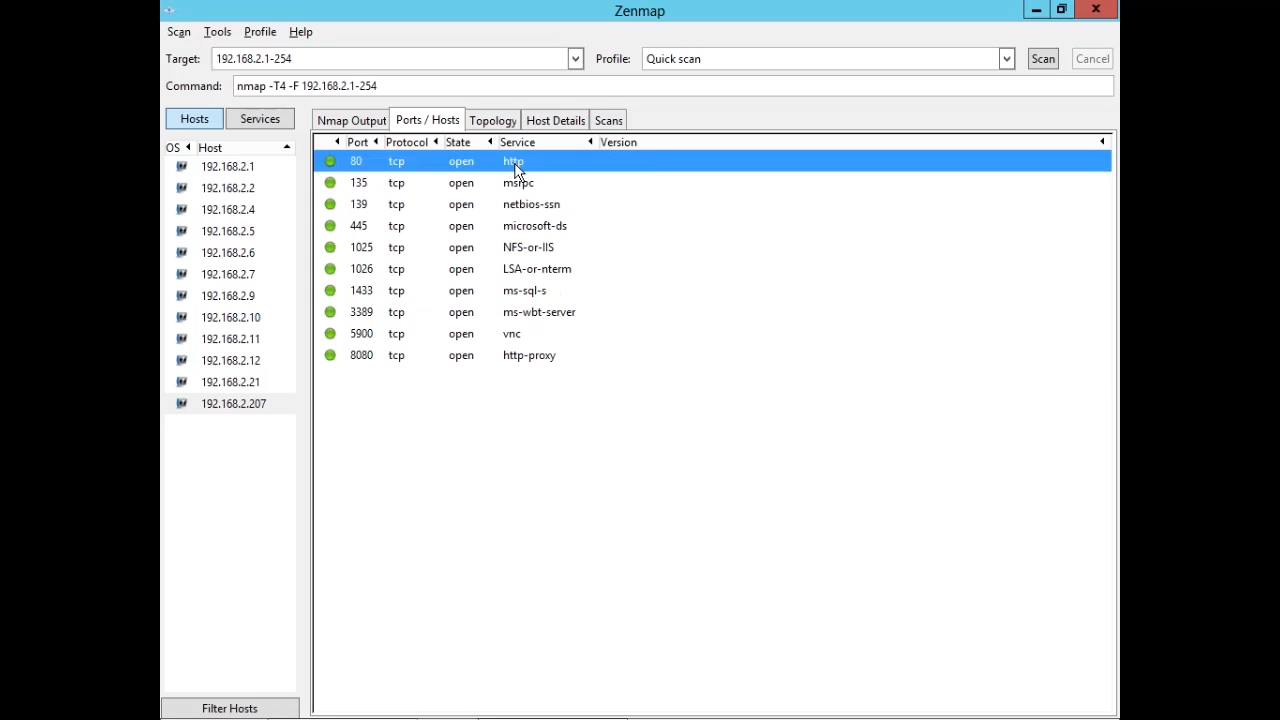 Zenmap
Scan Tools Profile Help
Target: 192.168.2.1-254 Profile: Quick scan Scan Cancel
Command: nmap -T4 -F 192.168.2.1-254
Hosts Services Nmap Output Ports / Hosts Topology Host Details Scans
OS Host Port Protocol State Service Version
192.168.2.1 80 tcp open http
192.168.2.2 135 tcp open msrpc
192.168.2.4 139 tcp open netbios-ssn
192.168.2.5 445 tcp open microsoft-ds
192.168.2.6 1025 tcp open NFS-or-IIS
192.168.2.7 1026 tcp open LSA-or-nterm
192.168.2.9 1433 tcp open ms-sql-s
192.168.2.10 3389 tcp open ms-wbt-server
192.168.2.11 5900 tcp open vnc
192.168.2.12 8080 tcp open http-proxy
192.168.2.21
192.168.2.207
Filter Hosts